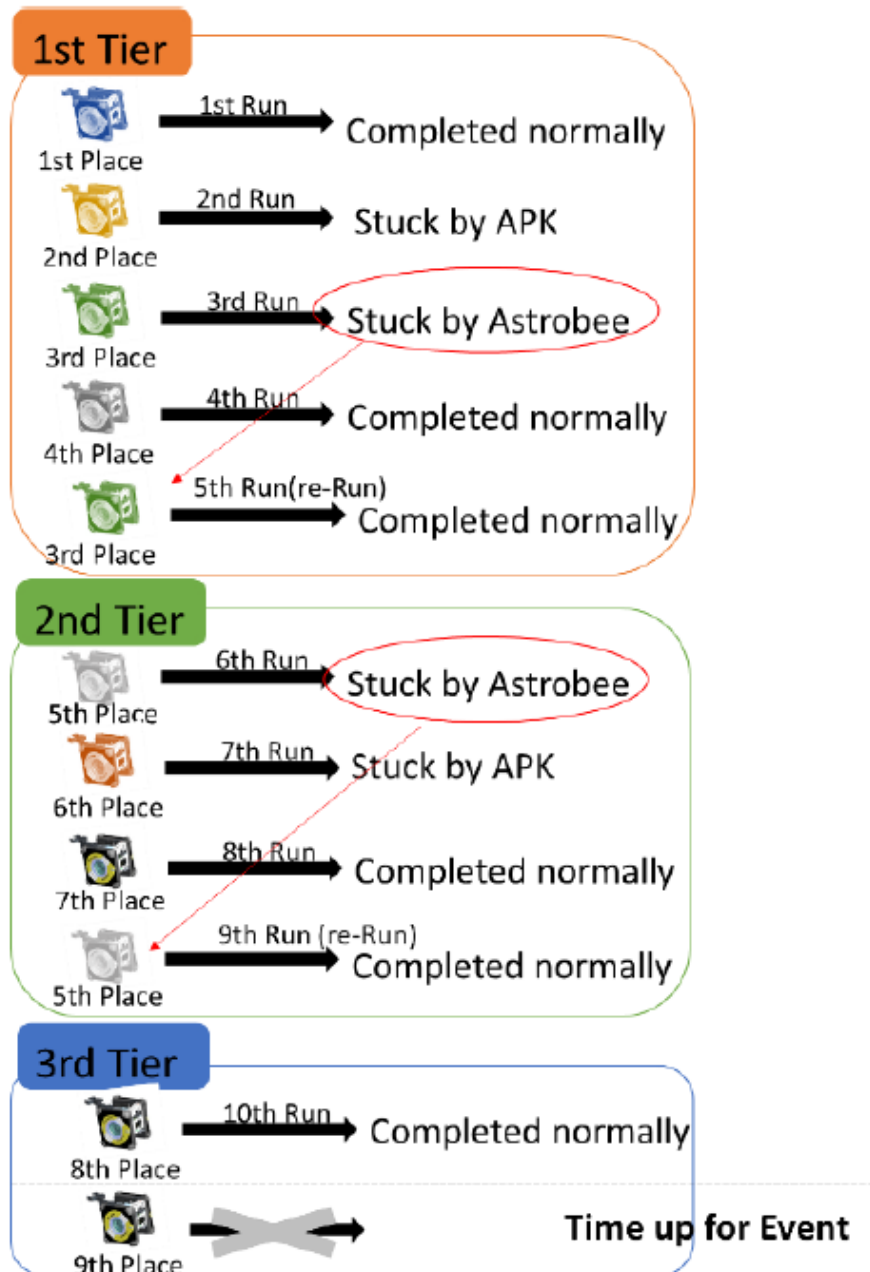 1st Tier
1st Run
Completed normally
1st Place
2nd Run
Stuck by APK
2nd Place
3rd Run
Stuck by Astrobee
3rd Place
4th Run
Completed normally
4th Place
5th Run(re-Run)
Completed normally
3rd Place
2nd Tier
6th Run
Stuck by Astrobee
5th Place
7th Run
Stuck by APK
6th Place
8th Run
Completed normally
7th Place
9th Run (re-Run)
Completed normally
5th Place
3rd Tier
10th Run
Completed normally
8th Place
Time up for Event
9th Place